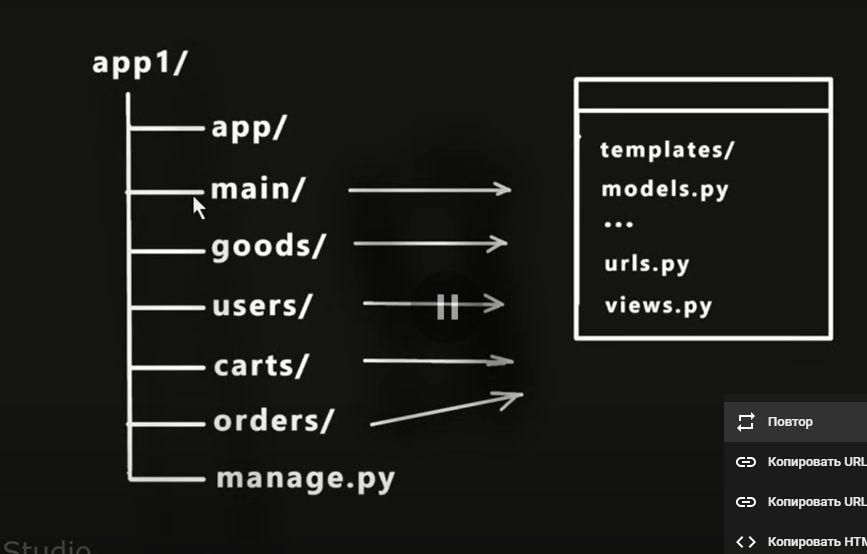 app1/
app/
main/
goods/
users/
carts/
orders/
manage.py
templates/
models.py
...
urls.py
views.py
Повтор
Копировать URL
Копировать URL
Копировать HTM
Studio